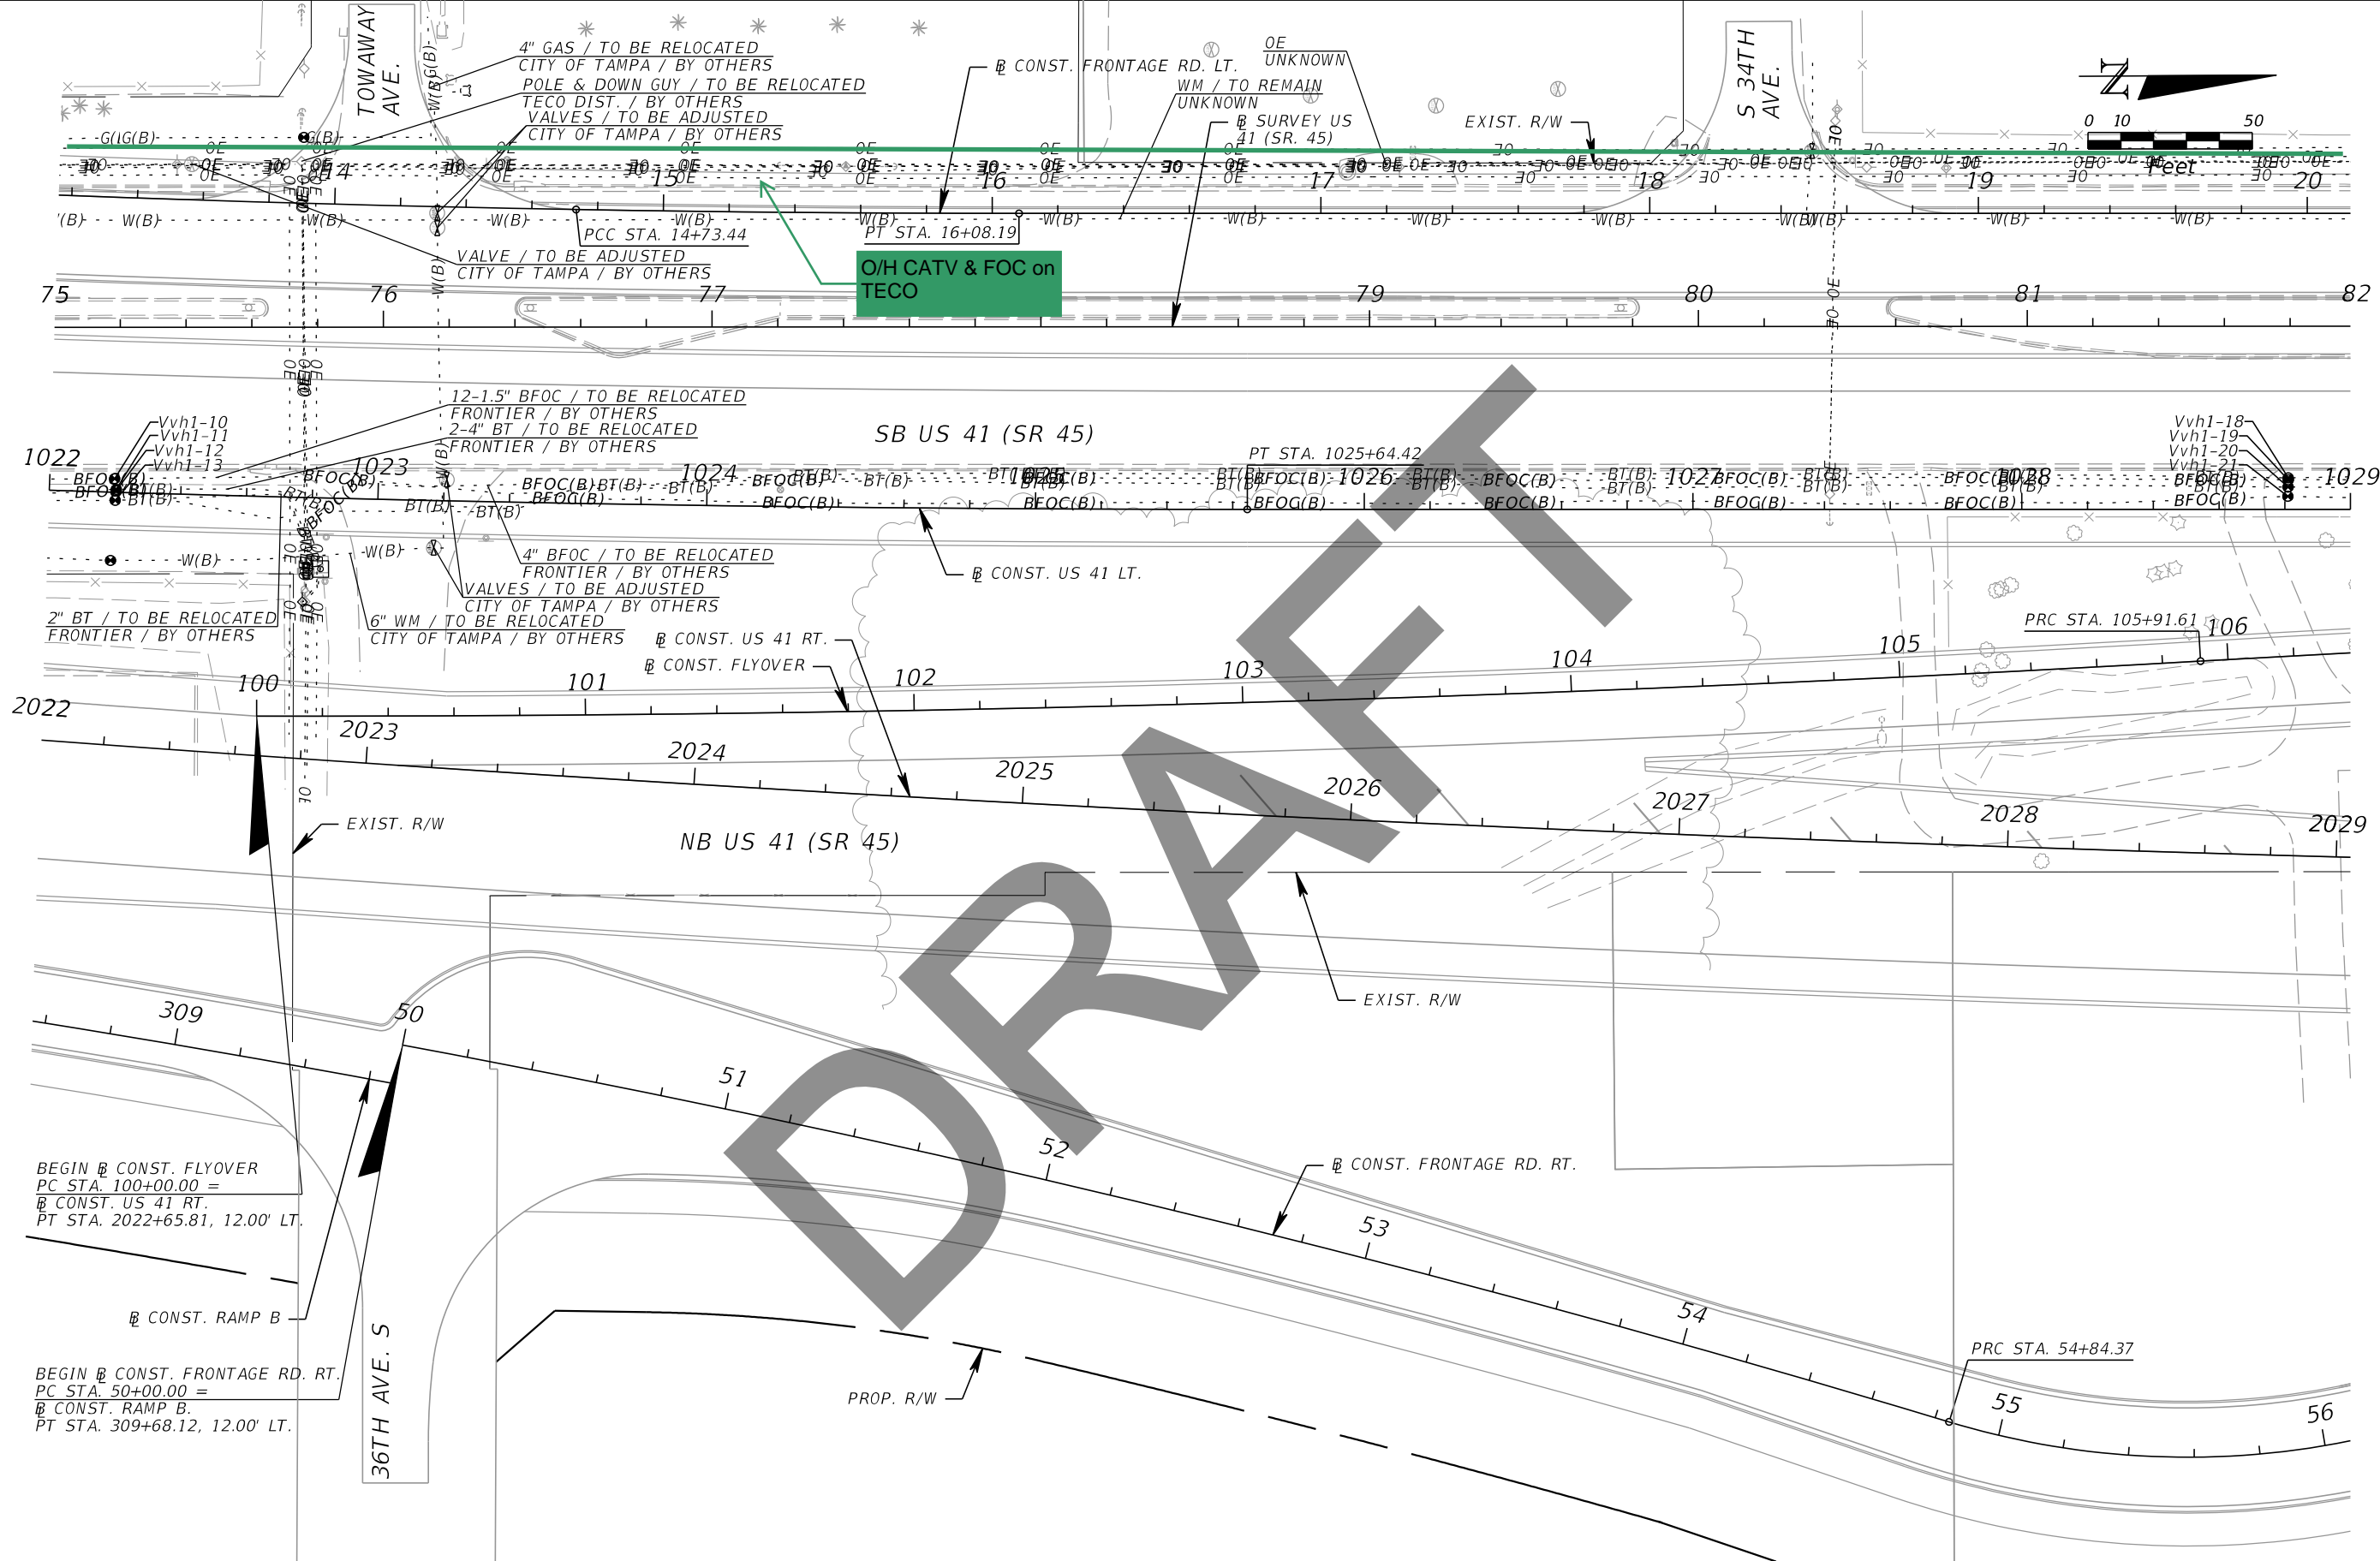 TOWAWAY
AVE.
4" GAS / TO BE RELOCATED
CITY OF TAMPA / BY OTHERS
POLE & DOWN GUY / TO BE RELOCATED
TECO DIST. / BY OTHERS
VALVES / TO BE ADJUSTED
CITY OF TAMPA / BY OTHERS
℄ CONST. FRONTAGE RD. LT.
OE
UNKNOWN
WM / TO REMAIN
UNKNOWN
℄ SURVEY US
41 (SR. 45)
EXIST. R/W
S 34TH
AVE.
N
0 10 50
Feet
14 15 16 17 18 19 20
PCC STA. 14+73.44
PT STA. 16+08.19
VALVE / TO BE ADJUSTED
CITY OF TAMPA / BY OTHERS
O/H CATV & FOC on
TECO
75 76 77 79 80 81 82
12-1.5" BFOC / TO BE RELOCATED
FRONTIER / BY OTHERS
2-4" BT / TO BE RELOCATED
FRONTIER / BY OTHERS
Vvh1-10
Vvh1-11
Vvh1-12
Vvh1-13
SB US 41 (SR 45)
PT STA. 1025+64.42
Vvh1-18
Vvh1-19
Vvh1-20
Vvh1-21
1022 1023 1024 1025 1026 1027 1028 1029
4" BFOC / TO BE RELOCATED
FRONTIER / BY OTHERS
VALVES / TO BE ADJUSTED
CITY OF TAMPA / BY OTHERS
℄ CONST. US 41 LT.
2" BT / TO BE RELOCATED
FRONTIER / BY OTHERS
6" WM / TO BE RELOCATED
CITY OF TAMPA / BY OTHERS
℄ CONST. US 41 RT.
℄ CONST. FLYOVER
PRC STA. 105+91.61
100 101 102 103 104 105 106
2022 2023 2024 2025 2026 2027 2028 2029
EXIST. R/W
NB US 41 (SR 45)
DRAFT
EXIST. R/W
309 50 51 52 53 54 55 56
℄ CONST. FRONTAGE RD. RT.
BEGIN ℄ CONST. FLYOVER
PC STA. 100+00.00 =
℄ CONST. US 41 RT.
PT STA. 2022+65.81, 12.00' LT.
℄ CONST. RAMP B
36TH AVE. S
PRC STA. 54+84.37
BEGIN ℄ CONST. FRONTAGE RD. RT.
PC STA. 50+00.00 =
℄ CONST. RAMP B.
PT STA. 309+68.12, 12.00' LT.
PROP. R/W